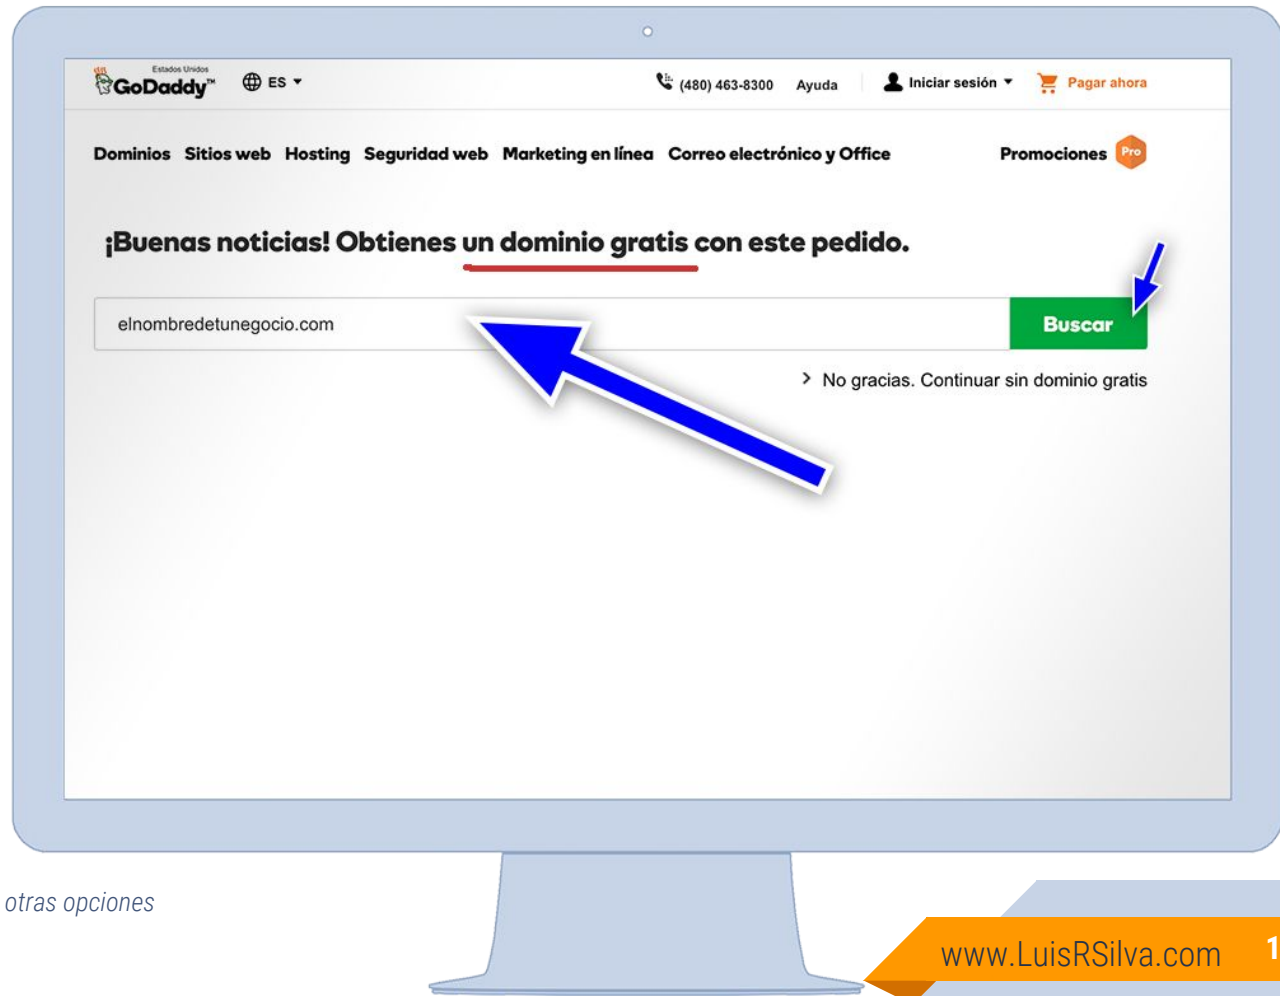 Estados Unidos
GoDaddy™ ES (480) 463-8300 Ayuda Iniciar sesión Pagar ahora
Dominios Sitios web Hosting Seguridad web Marketing en línea Correo electrónico y Office Promociones Pro
¡Buenas noticias! Obtienes un dominio gratis con este pedido.
elnombredetunegocio.com Buscar
> No gracias. Continuar sin dominio gratis
otras opciones
www.LuisRSilva.com 1